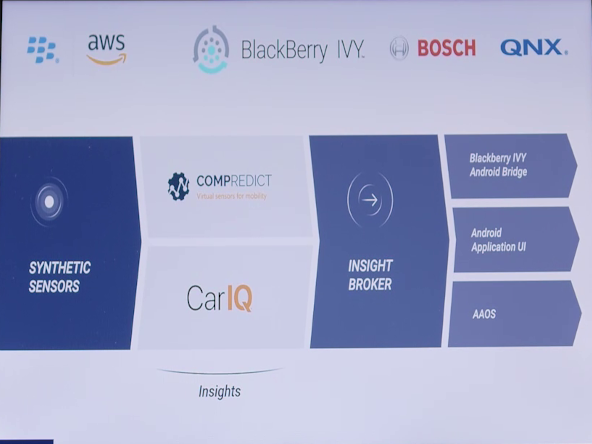 aws
BlackBerry IVY™
BOSCH
QNX®
SYNTHETIC
SENSORS
COMPREDICT
Virtual sensors for mobility
CarIQ
INSIGHT
BROKER
Blackberry IVY
Android Bridge
Android
Application UI
AAOS
Insights